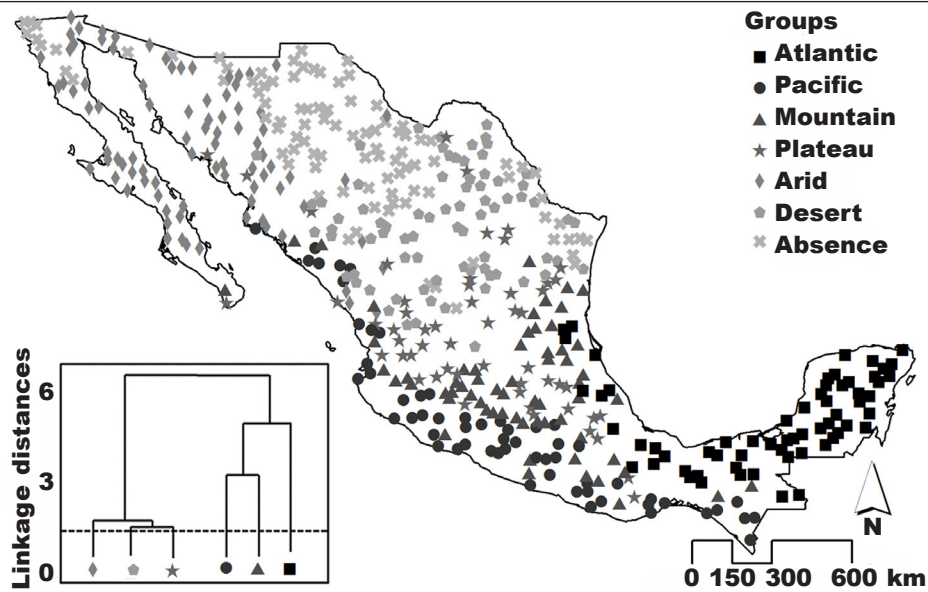 Groups
Atlantic
Pacific
Mountain
Plateau
Arid
Desert
Absence
Linkage distances
6
3
0
N
0 150 300 600 km